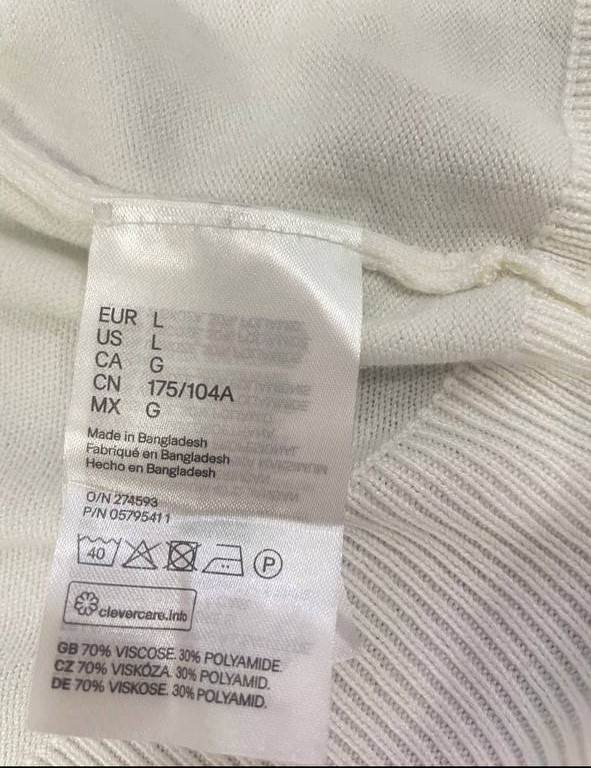 EUR L
US L
CA G
CN 175/104A
MX G
Made in Bangladesh
Fabriqué en Bangladesh
Hecho en Bangladesh
O/N 274593
P/N 05795411
40 P
clevercare.info
GB 70% VISCOSE. 30% POLYAMIDE.
CZ 70% VISKÓZA. 30% POLYAMID.
DE 70% VISKOSE. 30% POLYAMID.